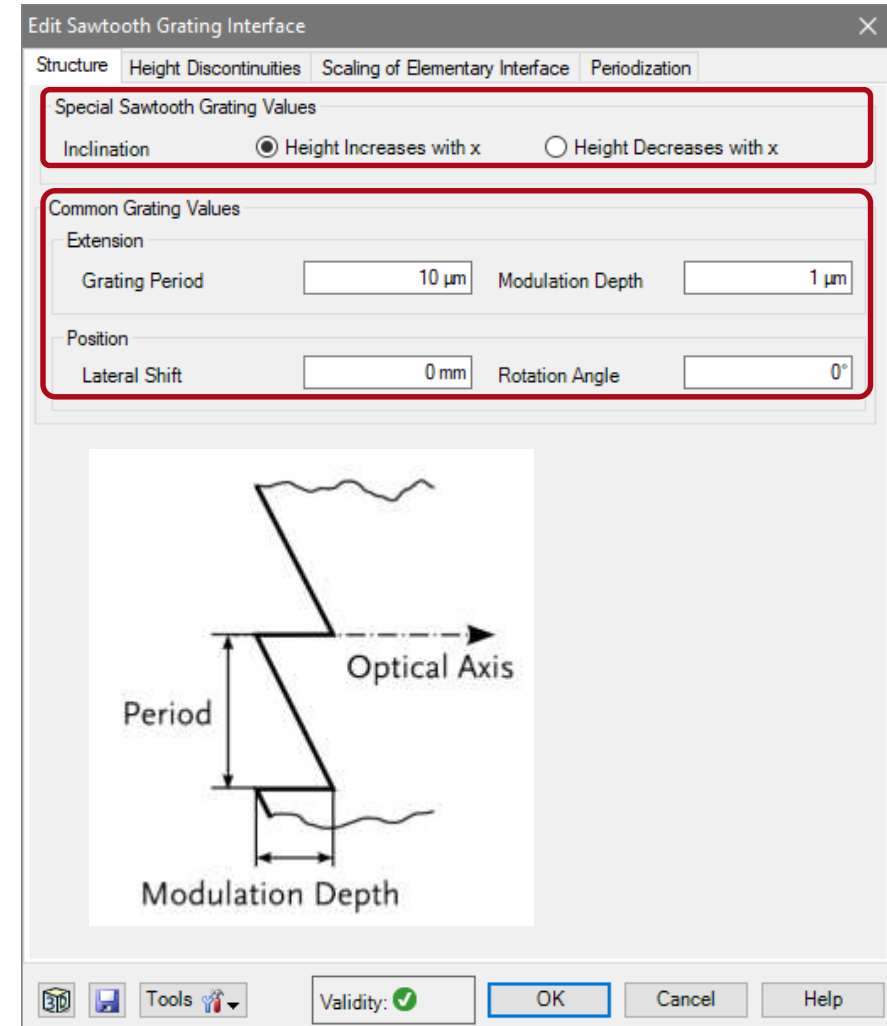 Edit Sawtooth Grating Interface
Structure Height Discontinuities Scaling of Elementary Interface Periodization
Special Sawtooth Grating Values
Inclination Height Increases with x Height Decreases with x
Common Grating Values
Extension
Grating Period 10 µm Modulation Depth 1 µm
Position
Lateral Shift 0 mm Rotation Angle 0°
Optical Axis
Period
Modulation Depth
3D Tools Validity: OK Cancel Help